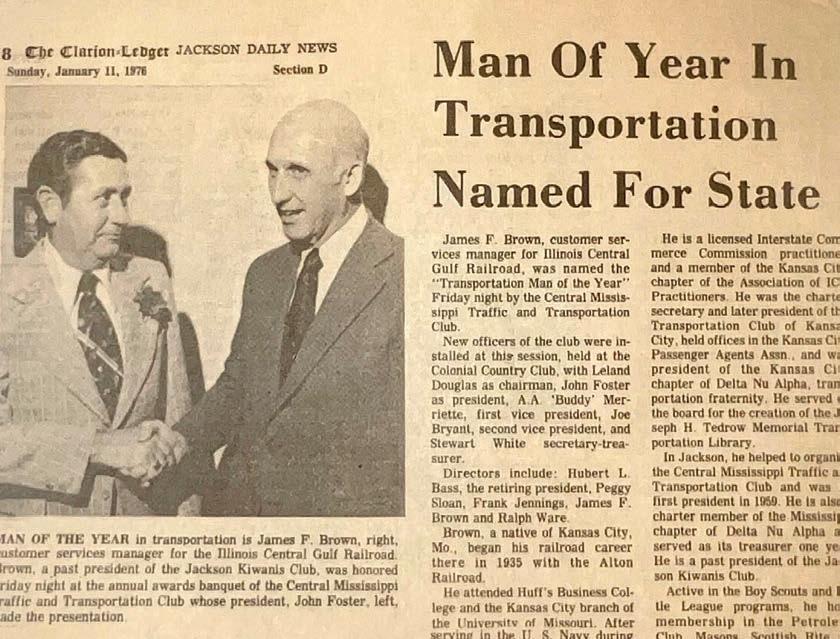 8 The Clarion-Ledger JACKSON DAILY NEWS
Sunday, January 11, 1976 Section D
Man Of Year In
Transportation
Named For State
MAN OF THE YEAR in transportation is James F. Brown, right,
customer services manager for the Illinois Central Gulf Railroad.
Brown, a past president of the Jackson Kiwanis Club, was honored
Friday night at the annual awards banquet of the Central Mississippi
Traffic and Transportation Club whose president, John Foster, left,
made the presentation.
James F. Brown, customer ser-
vices manager for Illinois Central
Gulf Railroad, was named the
"Transportation Man of the Year"
Friday night by the Central Missis-
sippi Traffic and Transportation
Club.
New officers of the club were in-
stalled at this session, held at the
Colonial Country Club, with Leland
Douglas as chairman, John Foster
as president, A.A. 'Buddy' Mer-
riette, first vice president, Joe
Bryant, second vice president, and
Stewart White secretary-trea-
surer.
Directors include: Hubert L.
Bass, the retiring president, Peggy
Sloan, Frank Jennings, James F.
Brown and Ralph Ware.
Brown, a native of Kansas City,
Mo., began his railroad career
there in 1935 with the Alton
Railroad.
He attended Huff's Business Col-
lege and the Kansas City branch of
the University of Missouri. After
serving in the U. S. Navy during
He is a licensed Interstate Com
merce Commission practitione
and a member of the Kansas Cit
chapter of the Association of IC
Practitioners. He was the charte
secretary and later president of th
Transportation Club of Kansa
City, held offices in the Kansas Cit
Passenger Agents Assn., and wa
president of the Kansas Cit
chapter of Delta Nu Alpha, tran
portation fraternity. He served
the board for the creation of the J
seph H. Tedrow Memorial Tran
portation Library.
In Jackson, he helped to organi
the Central Mississippi Traffic a
Transportation Club and was
first president in 1959. He is also
charter member of the Mississip
chapter of Delta Nu Alpha a
served as its treasurer one ye
He is a past president of the Ja
son Kiwanis Club.
Active in the Boy Scouts and
tle League programs, he ho
membership in the Petrole
Club, Masons, Scottish Rite